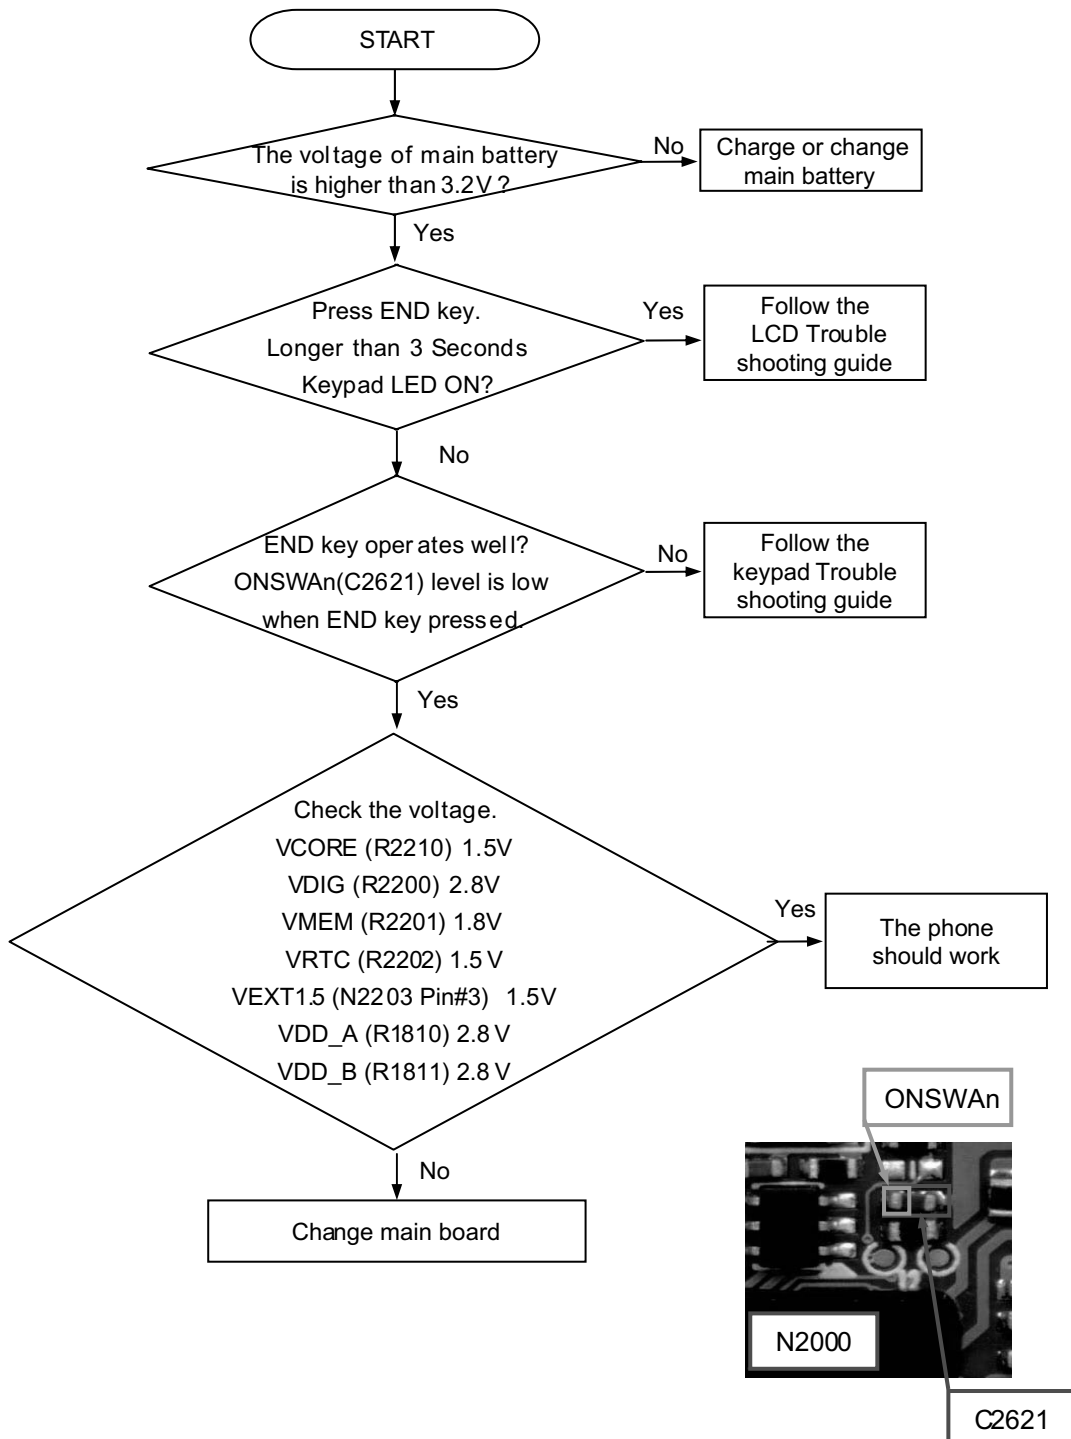 START
The voltage of main battery
is higher than 3.2V ?
No
Charge or change
main battery
Yes
Press END key.
Longer than 3 Seconds
Keypad LED ON?
Yes
Follow the
LCD Trouble
shooting guide
No
END key operates well?
ONSWAn(C2621) level is low
when END key pressed.
No
Follow the
keypad Trouble
shooting guide
Yes
Check the voltage.
VCORE (R2210) 1.5V
VDIG (R2200) 2.8V
VMEM (R2201) 1.8V
VRTC (R2202) 1.5 V
VEXT1.5 (N2203 Pin#3) 1.5V
VDD_A (R1810) 2.8 V
VDD_B (R1811) 2.8 V
Yes
The phone
should work
No
Change main board
ONSWAn
N2000
C2621